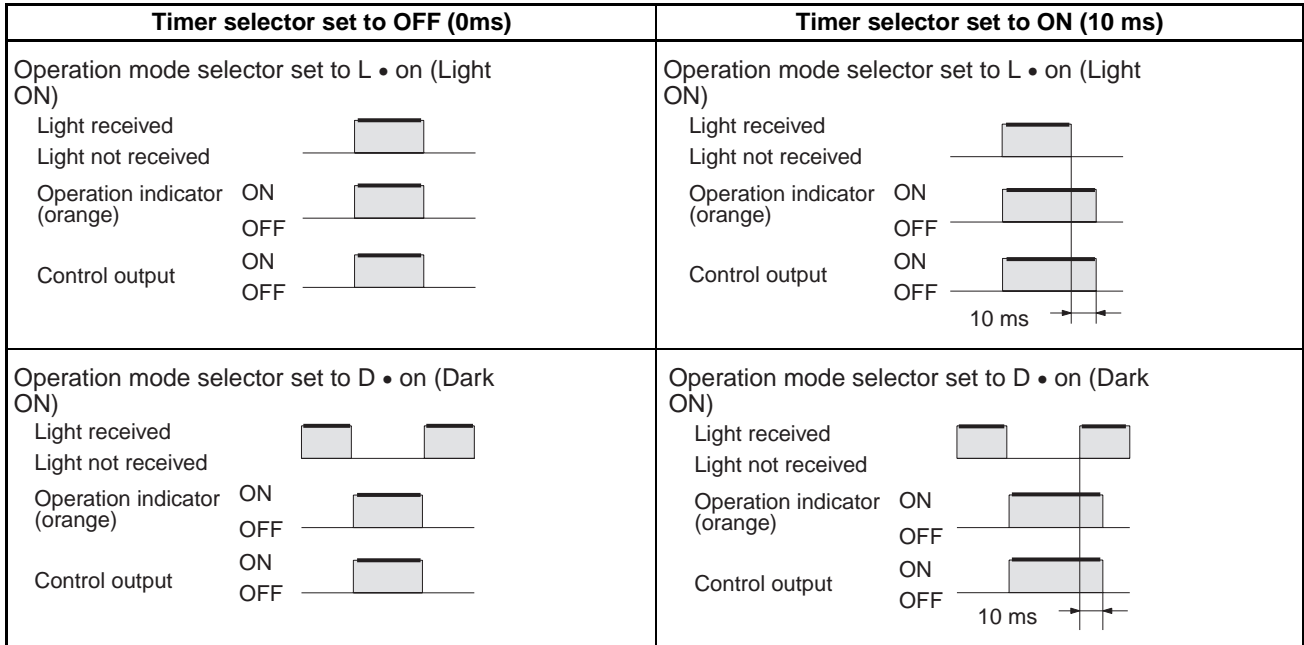 Timer selector set to OFF (0ms)
Timer selector set to ON (10 ms)
Operation mode selector set to L • on (Light
ON)
Light received
Light not received
Operation indicator
(orange)
ON
OFF
Control output
ON
OFF
Operation mode selector set to L • on (Light
ON)
Light received
Light not received
Operation indicator
(orange)
ON
OFF
Control output
ON
OFF
10 ms
Operation mode selector set to D • on (Dark
ON)
Light received
Light not received
Operation indicator
(orange)
ON
OFF
Control output
ON
OFF
Operation mode selector set to D • on (Dark
ON)
Light received
Light not received
Operation indicator
(orange)
ON
OFF
Control output
ON
OFF
10 ms